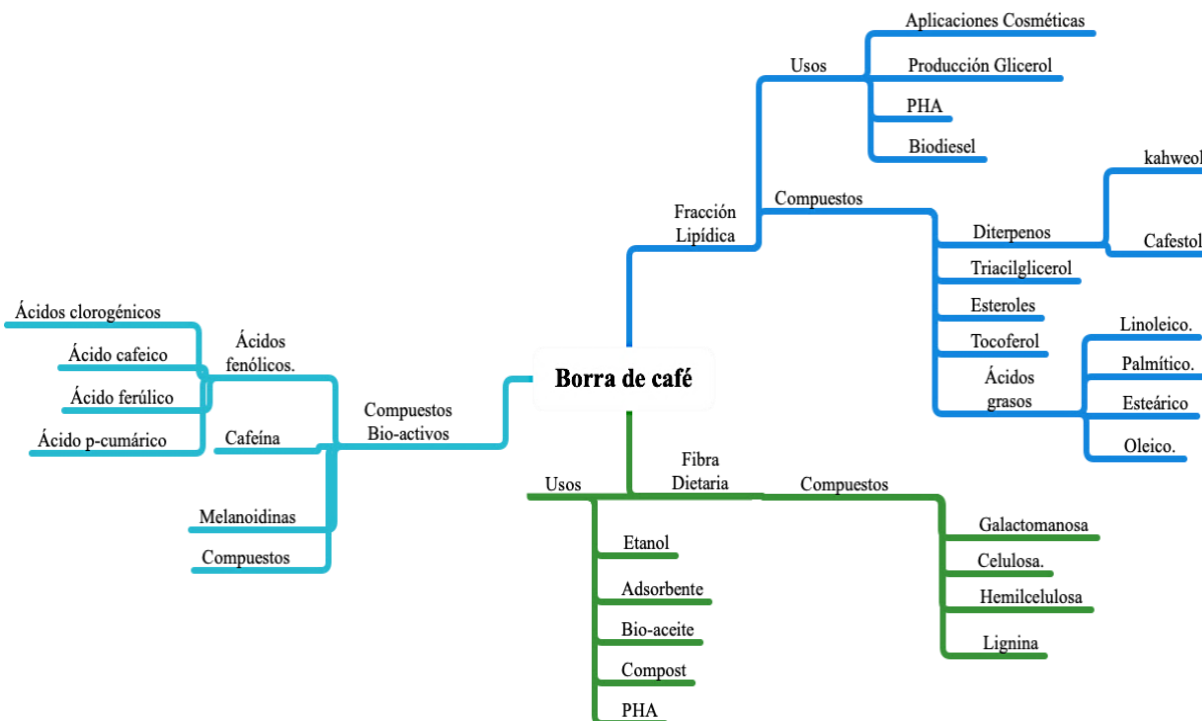 Borra de café
Fracción
Lipídica
Usos
Aplicaciones Cosméticas
Producción Glicerol
PHA
Biodiesel
Compuestos
Diterpenos
kahweol
Cafestol
Triacilglicerol
Esteroles
Tocoferol
Ácidos
grasos
Linoleico.
Palmítico.
Esteárico
Oleico.
Fibra
Dietaria
Usos
Etanol
Adsorbente
Bio-aceite
Compost
PHA
Compuestos
Galactomanosa
Celulosa.
Hemilcelulosa
Lignina
Compuestos
Bio-activos
Ácidos
fenólicos.
Ácidos clorogénicos
Ácido cafeico
Ácido ferúlico
Ácido p-cumárico
Cafeína
Melanoidinas
Compuestos